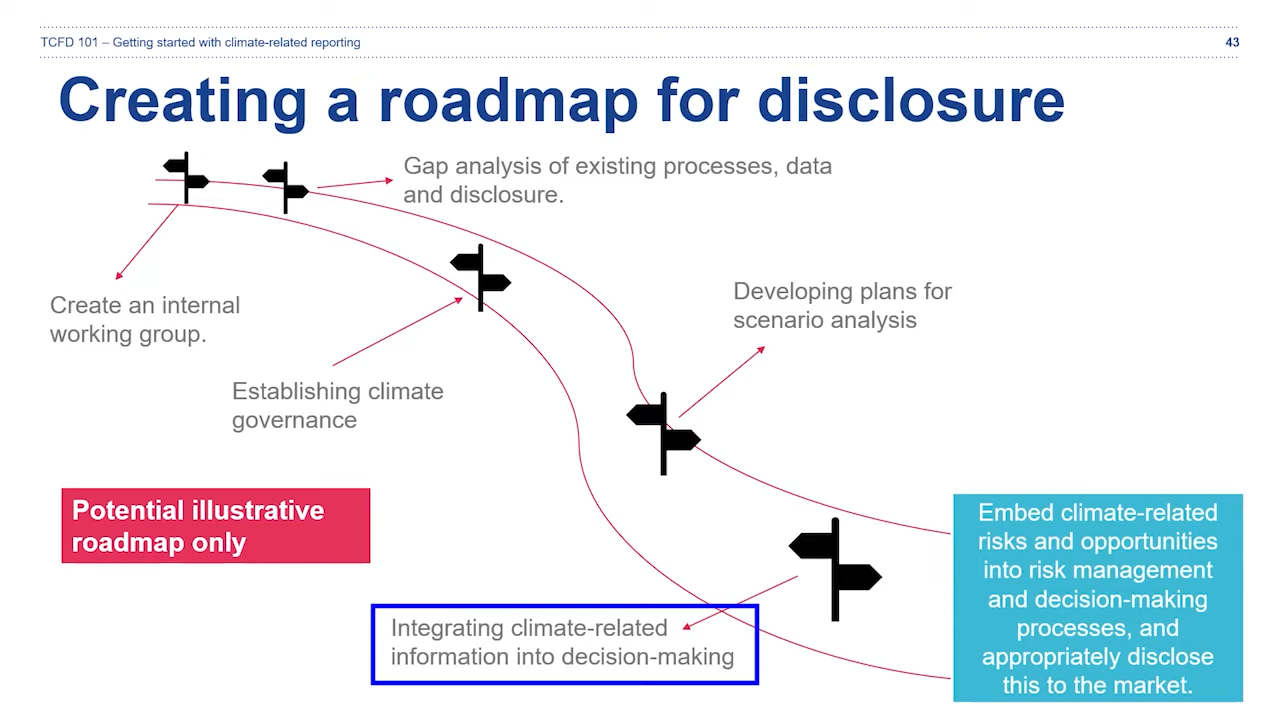 TCFD 101 – Getting started with climate-related reporting
43
Creating a roadmap for disclosure
Gap analysis of existing processes, data
and disclosure.
Create an internal
working group.
Developing plans for
scenario analysis
Establishing climate
governance
Potential illustrative
roadmap only
Integrating climate-related
information into decision-making
Embed climate-related
risks and opportunities
into risk management
and decision-making
processes, and
appropriately disclose
this to the market.